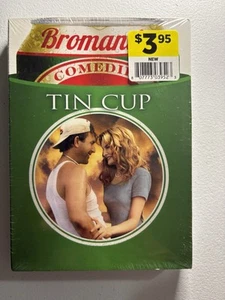 Broman
COMEDI
$3.95
NEW
TIN CUP